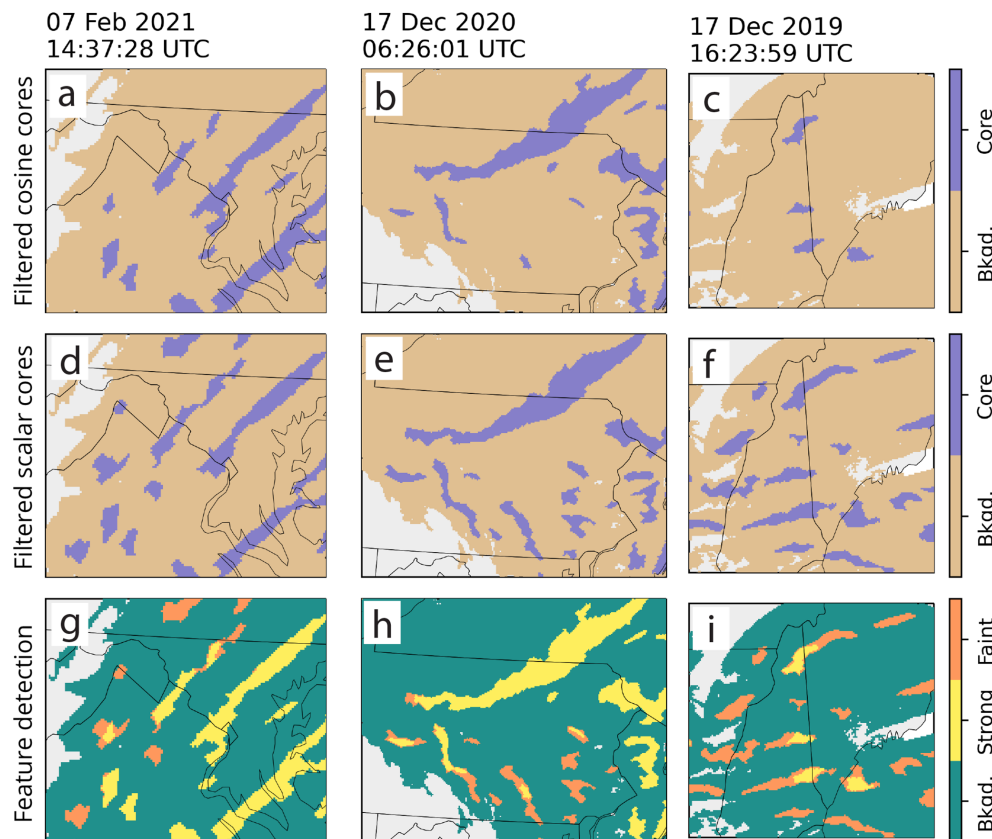 07 Feb 2021
14:37:28 UTC
17 Dec 2020
06:26:01 UTC
17 Dec 2019
16:23:59 UTC
Filtered cosine cores
a
b
c
Core
Bkgd.
Filtered scalar cores
d
e
f
Core
Bkgd.
Feature detection
g
h
i
Faint
Strong
Bkgd.